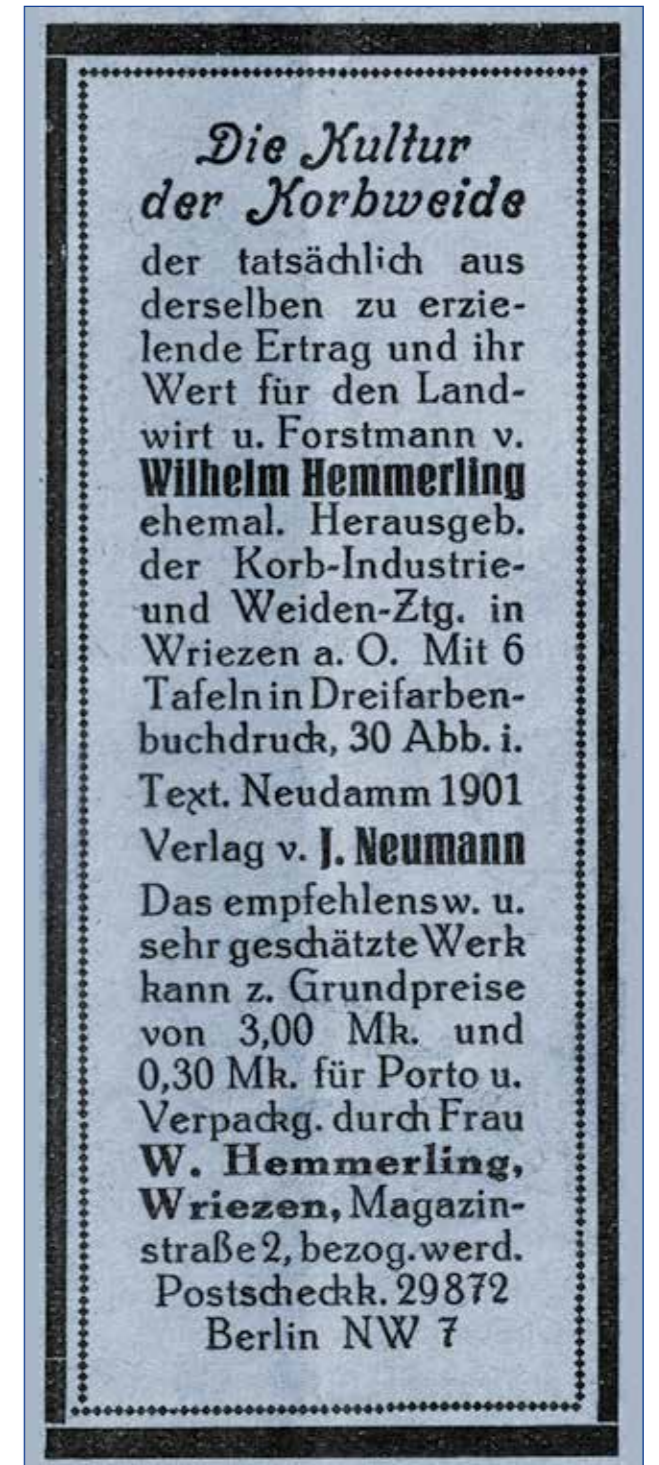 Die Kultur
der Korbweide
der tatsächlich aus
derselben zu erzie-
lende Ertrag und ihr
Wert für den Land-
wirt u. Forstmann v.
Wilhelm Hemmerling
ehemal. Herausgeb.
der Korb-Industrie-
und Weiden-Ztg. in
Wriezen a. O. Mit 6
Tafeln in Dreifarben-
buchdruck, 30 Abb. i.
Text. Neudamm 1901
Verlag v. J. Neumann
Das empfehlensw. u.
sehr geschätzte Werk
kann z. Grundpreise
von 3,00 Mk. und
0,30 Mk. für Porto u.
Verpackg. durch Frau
W. Hemmerling,
Wriezen, Magazin-
straße 2, bezog. werd.
Postscheckk. 29872
Berlin NW 7